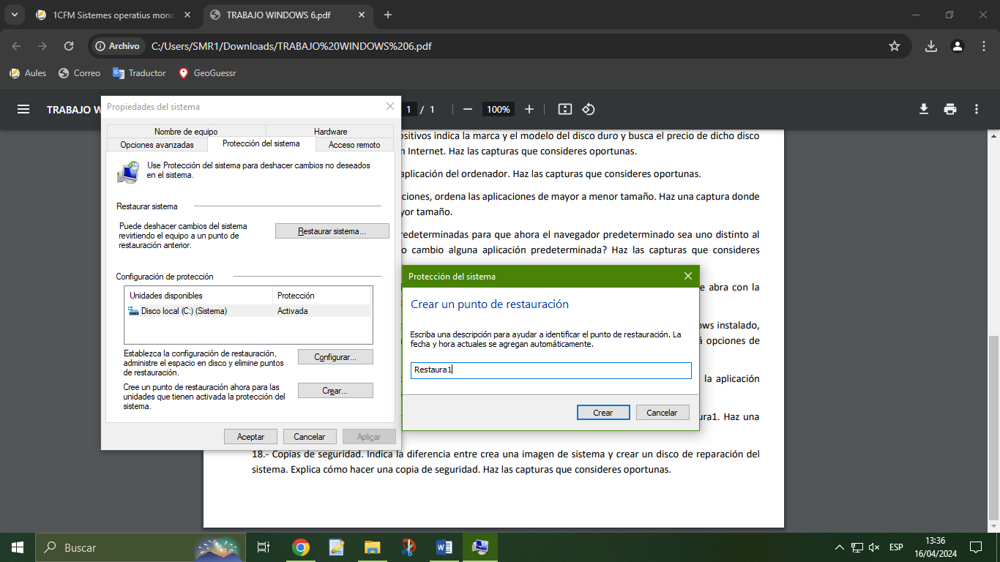 1CFM Sistemes operatius mono
TRABAJO WINDOWS 6.pdf
Archivo
C:/Users/SMR1/Downloads/TRABAJO%20WINDOWS%206.pdf
Aules
Correo
Traductor
GeoGuessr
TRABAJO W
1 / 1
100%
Propiedades del sistema
Nombre de equipo
Hardware
Opciones avanzadas
Protección del sistema
Acceso remoto
Use Protección del sistema para deshacer cambios no deseados
en el sistema.
Restaurar sistema
Puede deshacer cambios del sistema
revirtiendo el equipo a un punto de
restauración anterior.
Restaurar sistema...
Configuración de protección
Unidades disponibles
Protección
Disco local (C:) (Sistema)
Activada
Establezca la configuración de restauración,
administre el espacio en disco y elimine puntos
de restauración.
Configurar...
Cree un punto de restauración ahora para las
unidades que tienen activada la protección del
sistema.
Crear...
Aceptar
Cancelar
Aplicar
ositivos indica la marca y el modelo del disco duro y busca el precio de dicho disco
n Internet. Haz las capturas que consideres oportunas.
aplicación del ordenador. Haz las capturas que consideres oportunas.
ciones, ordena las aplicaciones de mayor a menor tamaño. Haz una captura donde
yor tamaño.
redeterminadas para que ahora el navegador predeterminado sea uno distinto al
o cambio alguna aplicación predeterminada? Haz las capturas que consideres
e abra con la
ows instalado,
á opciones de
la aplicación
ura1. Haz una
Protección del sistema
Crear un punto de restauración
Escriba una descripción para ayudar a identificar el punto de restauración. La
fecha y hora actuales se agregan automáticamente.
Restaura1
Crear
Cancelar
18.- Copias de seguridad. Indica la diferencia entre crea una imagen de sistema y crear un disco de reparación del
sistema. Explica cómo hacer una copia de seguridad. Haz las capturas que consideres oportunas.
Buscar
ESP
13:36
16/04/2024